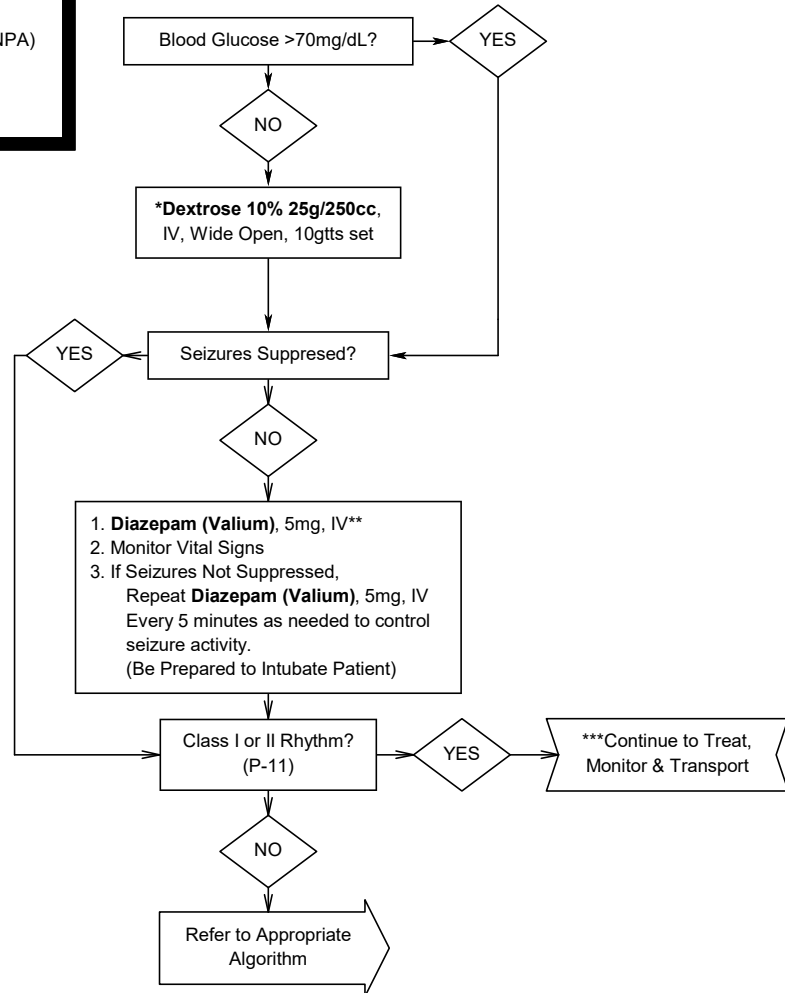 NPA)
Blood Glucose >70mg/dL?
YES
NO
*Dextrose 10% 25g/250cc,
IV, Wide Open, 10gtts set
YES
Seizures Suppresed?
NO
1. Diazepam (Valium), 5mg, IV**
2. Monitor Vital Signs
3. If Seizures Not Suppressed,
Repeat Diazepam (Valium), 5mg, IV
Every 5 minutes as needed to control
seizure activity.
(Be Prepared to Intubate Patient)
Class I or II Rhythm?
(P-11)
YES
***Continue to Treat,
Monitor & Transport
NO
Refer to Appropriate
Algorithm